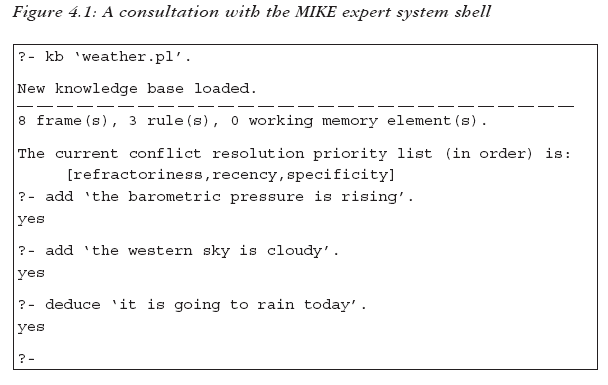 Figure 4.1: A consultation with the MIKE expert system shell
?- kb ‘weather.pl’.
New knowledge base loaded.
— — — — — — — — — — — — — — — — — — — — — — — — — — — — — — — —
8 frame(s), 3 rule(s), 0 working memory element(s).
The current conflict resolution priority list (in order) is:
[refractoriness,recency,specificity]
?- add ‘the barometric pressure is rising’.
yes
?- add ‘the western sky is cloudy’.
yes
?- deduce ‘it is going to rain today’.
yes
?-